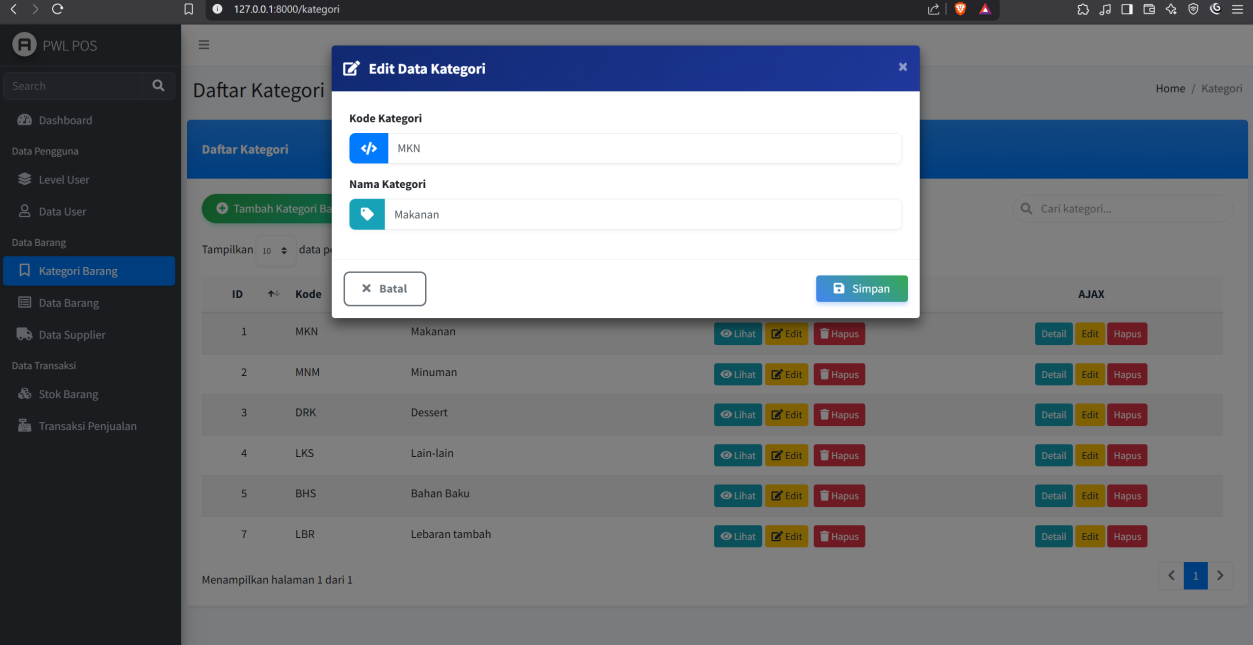 127.0.0.1:8000/kategori
PWL POS
Search
Dashboard
Data Pengguna
Level User
Data User
Data Barang
Kategori Barang
Data Barang
Data Supplier
Data Transaksi
Stok Barang
Transaksi Penjualan
Daftar Kategori
Home / Kategori
Daftar Kategori
Tambah Kategori Ba
Cari kategori...
Tampilkan 10 data p
Edit Data Kategori ×
Kode Kategori
MKN
Nama Kategori
Makanan
Batal
Simpan
ID Kode AJAX
1 MKN Makanan Lihat Edit Hapus Detail Edit Hapus
2 MNM Minuman Lihat Edit Hapus Detail Edit Hapus
3 DRK Dessert Lihat Edit Hapus Detail Edit Hapus
4 LKS Lain-lain Lihat Edit Hapus Detail Edit Hapus
5 BHS Bahan Baku Lihat Edit Hapus Detail Edit Hapus
7 LBR Lebaran tambah Lihat Edit Hapus Detail Edit Hapus
Menampilkan halaman 1 dari 1
1